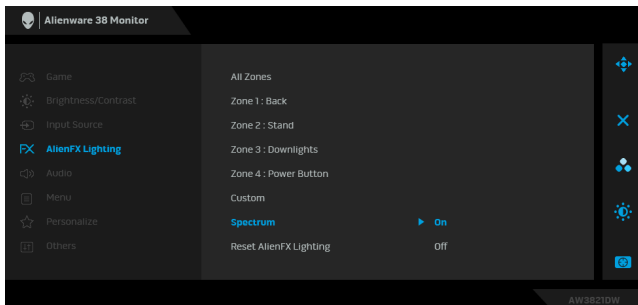 Alienware 38 Monitor
Game
Brightness/Contrast
Input Source
FX AlienFX Lighting
Audio
Menu
Personalize
Others
All Zones
Zone 1 : Back
Zone 2 : Stand
Zone 3 : Downlights
Zone 4 : Power Button
Custom
Spectrum On
Reset AlienFX Lighting Off
AW3821DW